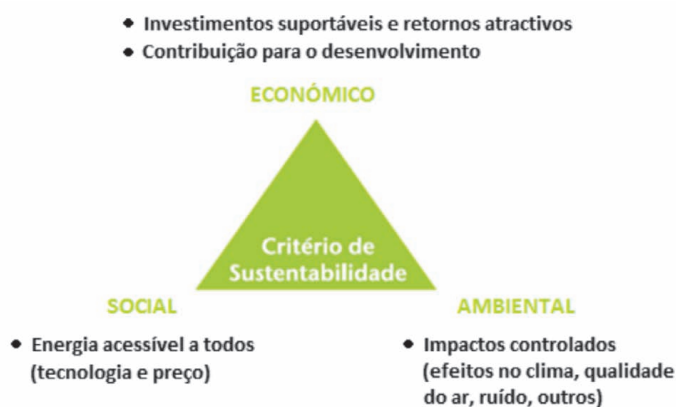 • Investimentos suportáveis e retornos atractivos
• Contribuição para o desenvolvimento
ECONÓMICO
Critério de
Sustentabilidade
SOCIAL
• Energia acessível a todos
(tecnologia e preço)
AMBIENTAL
• Impactos controlados
(efeitos no clima, qualidade
do ar, ruído, outros)